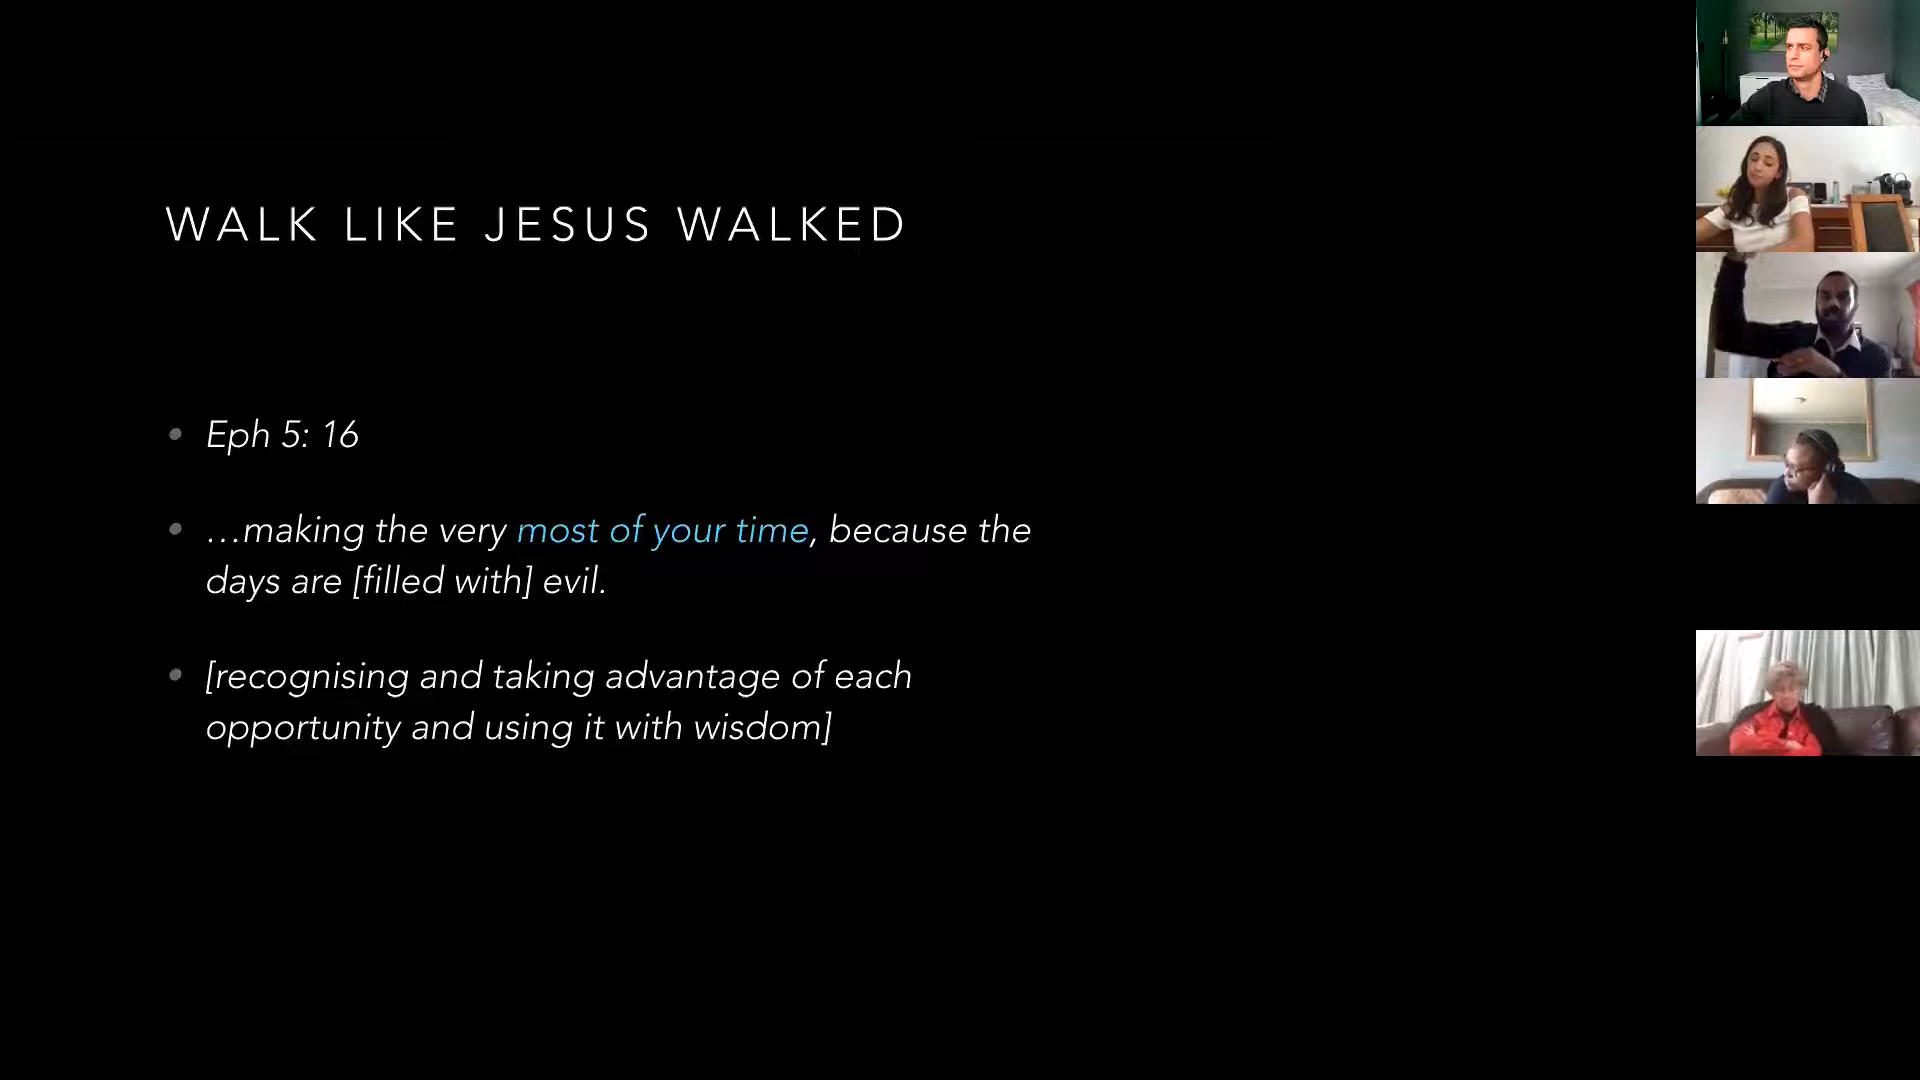 WALK LIKE JESUS WALKED
• Eph 5: 16
• …making the very most of your time, because the
days are [filled with] evil.
• [recognising and taking advantage of each
opportunity and using it with wisdom]